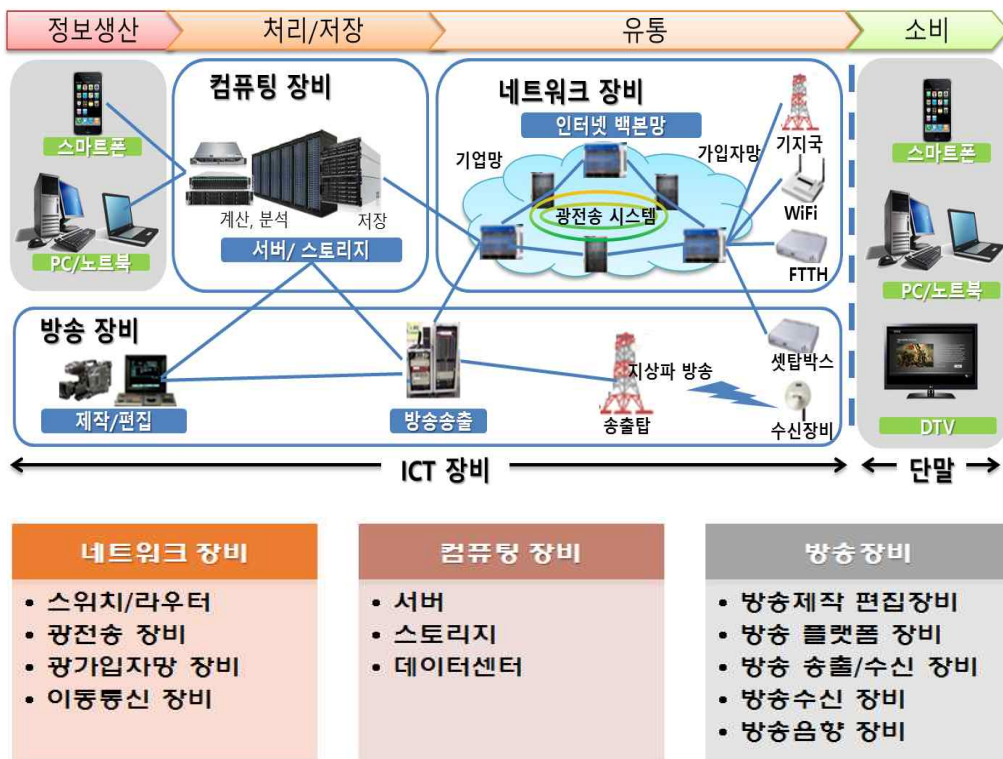 정보생산
처리/저장
유통
소비
컴퓨팅 장비
네트워크 장비
인터넷 백본망
기업망
가입자망
기지국
스마트폰
스마트폰
광전송 시스템
WiFi
계산, 분석
저장
서버/ 스토리지
PC/노트북
FTTH
PC/노트북
방송 장비
지상파 방송
셋탑박스
제작/편집
방송송출
송출탑
수신장비
DTV
ICT 장비
단말
네트워크 장비
• 스위치/라우터
• 광전송 장비
• 광가입자망 장비
• 이동통신 장비
컴퓨팅 장비
• 서버
• 스토리지
• 데이터센터
방송장비
• 방송제작 편집장비
• 방송 플랫폼 장비
• 방송 송출/수신 장비
• 방송수신 장비
• 방송음향 장비